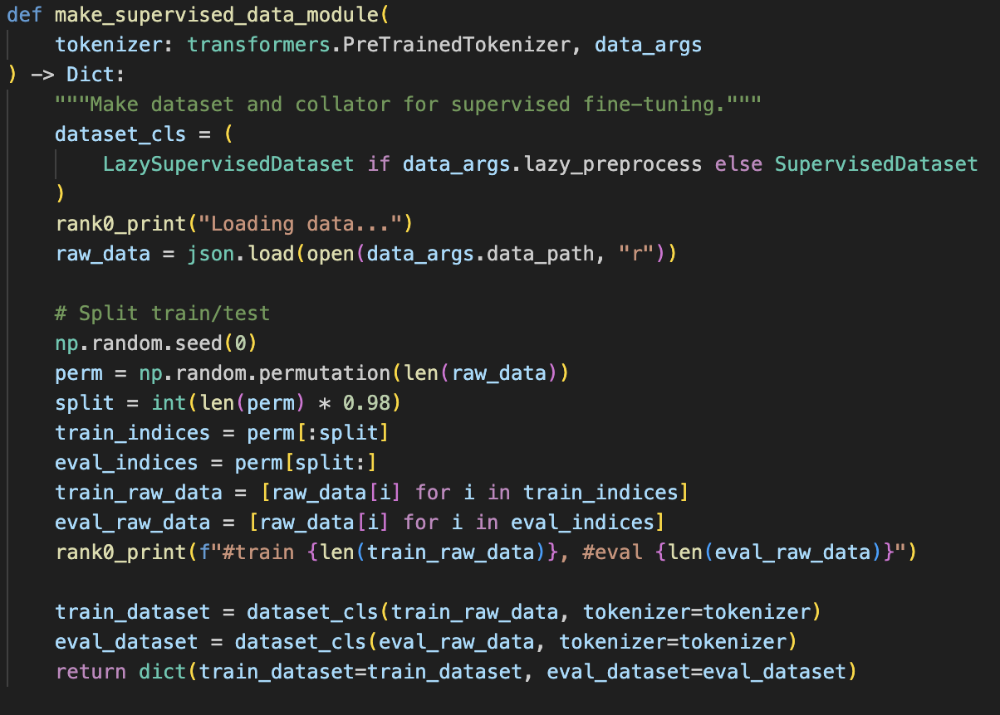 def make_supervised_data_module(
    tokenizer: transformers.PreTrainedTokenizer, data_args
) -> Dict:
    """Make dataset and collator for supervised fine-tuning."""
    dataset_cls = (
        LazySupervisedDataset if data_args.lazy_preprocess else SupervisedDataset
    )
    rank0_print("Loading data...")
    raw_data = json.load(open(data_args.data_path, "r"))

    # Split train/test
    np.random.seed(0)
    perm = np.random.permutation(len(raw_data))
    split = int(len(perm) * 0.98)
    train_indices = perm[:split]
    eval_indices = perm[split:]
    train_raw_data = [raw_data[i] for i in train_indices]
    eval_raw_data = [raw_data[i] for i in eval_indices]
    rank0_print(f"#train {len(train_raw_data)}, #eval {len(eval_raw_data)}")

    train_dataset = dataset_cls(train_raw_data, tokenizer=tokenizer)
    eval_dataset = dataset_cls(eval_raw_data, tokenizer=tokenizer)
    return dict(train_dataset=train_dataset, eval_dataset=eval_dataset)